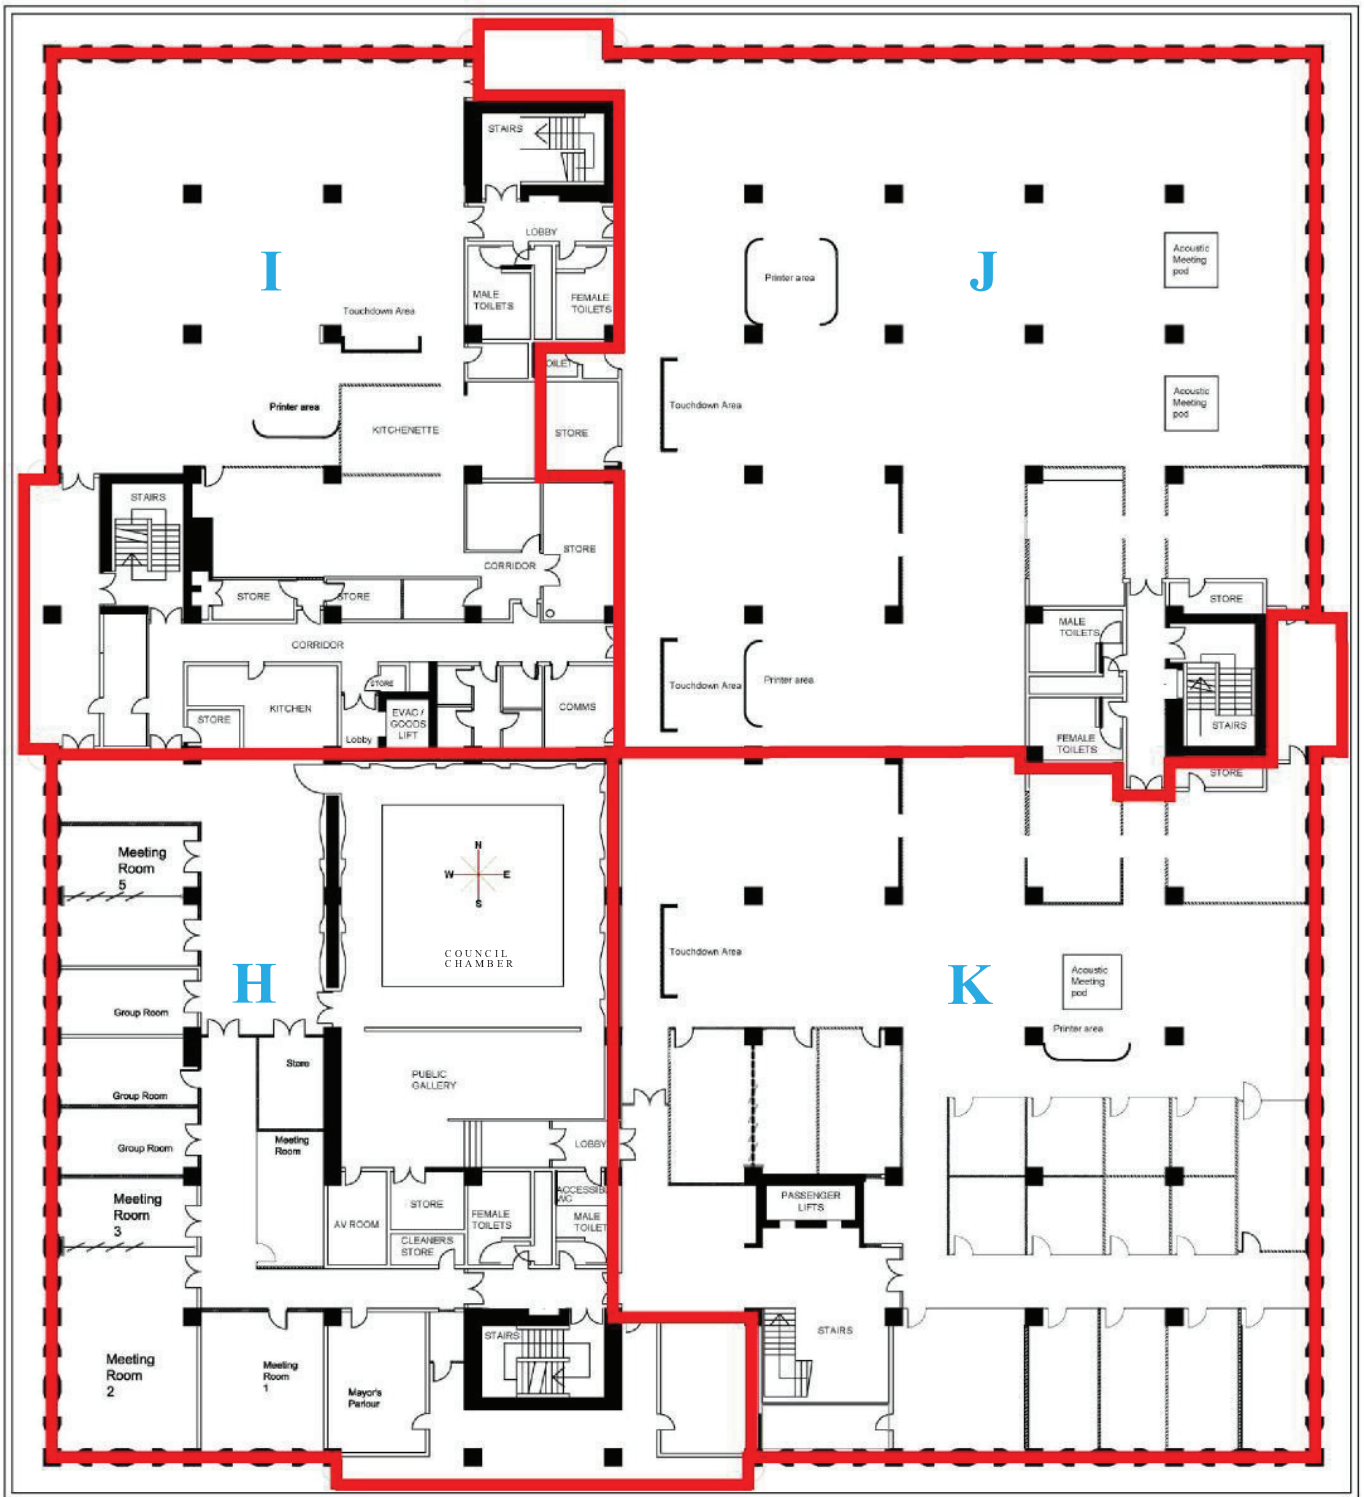 STAIRS
LOBBY
MALE
TOILETS
FEMALE
TOILETS
I
Touchdown Area
Printer area
KITCHENETTE
STORE
J
Printer area
Acoustic
Meeting
pod
Acoustic
Meeting
pod
Touchdown Area
STAIRS
STORE
CORRIDOR
STORE
STORE
CORRIDOR
STORE
KITCHEN
STORE
Lobby
EVAC /
GOODS
LIFT
COMMS
Touchdown Area
Printer area
MALE
TOILETS
STORE
STAIRS
FEMALE
TOILETS
STORE
Meeting
Room
5
N
W E
S
COUNCIL
CHAMBER
H
Group Room
Store
Group Room
Meeting
Room
Group Room
PUBLIC
GALLERY
LOBBY
Meeting
Room
3
AV ROOM
STORE
CLEANERS
STORE
FEMALE
TOILETS
ACCESSIB
WC
MALE
TOILET
Meeting
Room
2
Meeting
Room
1
Mayor's
Parlour
STAIRS
Touchdown Area
K
Acoustic
Meeting
pod
Printer area
PASSENGER
LIFTS
STAIRS